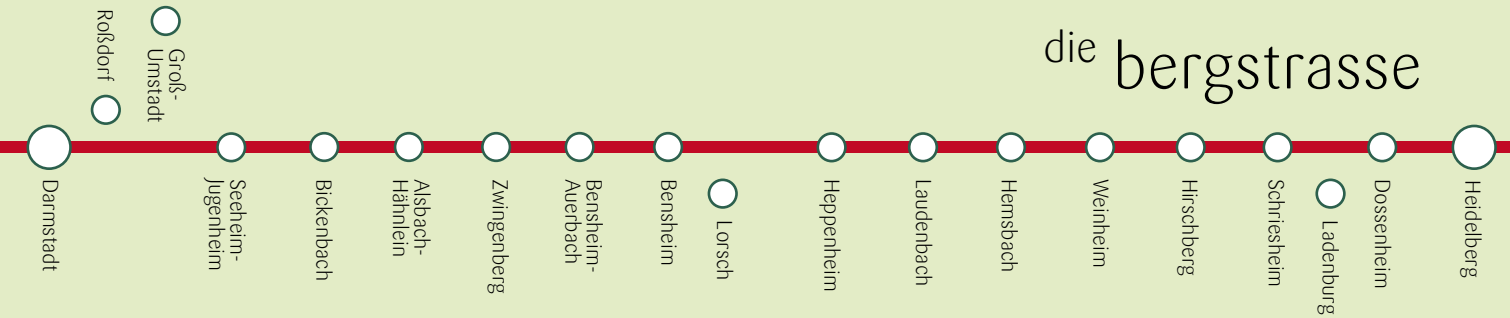 die bergstrasse
Roßdorf
Groß-
Umstadt
Darmstadt
Seeheim-
Jugenheim
Bickenbach
Alsbach-
Hähnlein
Zwingenberg
Bensheim-
Auerbach
Bensheim
Lorsch
Heppenheim
Laudenbach
Hemsbach
Weinheim
Hirschberg
Schriesheim
Ladenburg
Dossenheim
Heidelberg